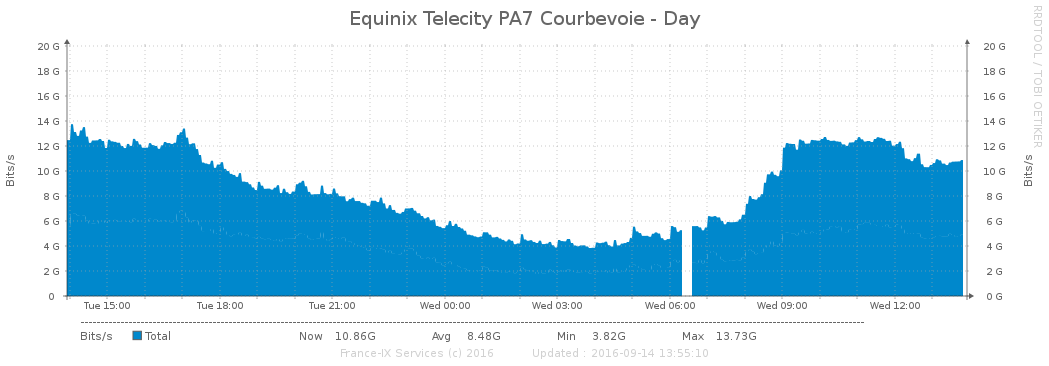 Equinix Telecity PA7 Courbevoie - Day
RRDTOOL / TOBI OETIKER
Bits/s
20 G
18 G
16 G
14 G
12 G
10 G
8 G
6 G
4 G
2 G
0
20 G
18 G
16 G
14 G
12 G
10 G
8 G
6 G
4 G
2 G
0 G
Bits/s
Tue 15:00 Tue 18:00 Tue 21:00 Wed 00:00 Wed 03:00 Wed 06:00 Wed 09:00 Wed 12:00
Bits/s Total Now 10.86G Avg 8.48G Min 3.82G Max 13.73G
France-IX Services (c) 2016 Updated : 2016-09-14 13:55:10